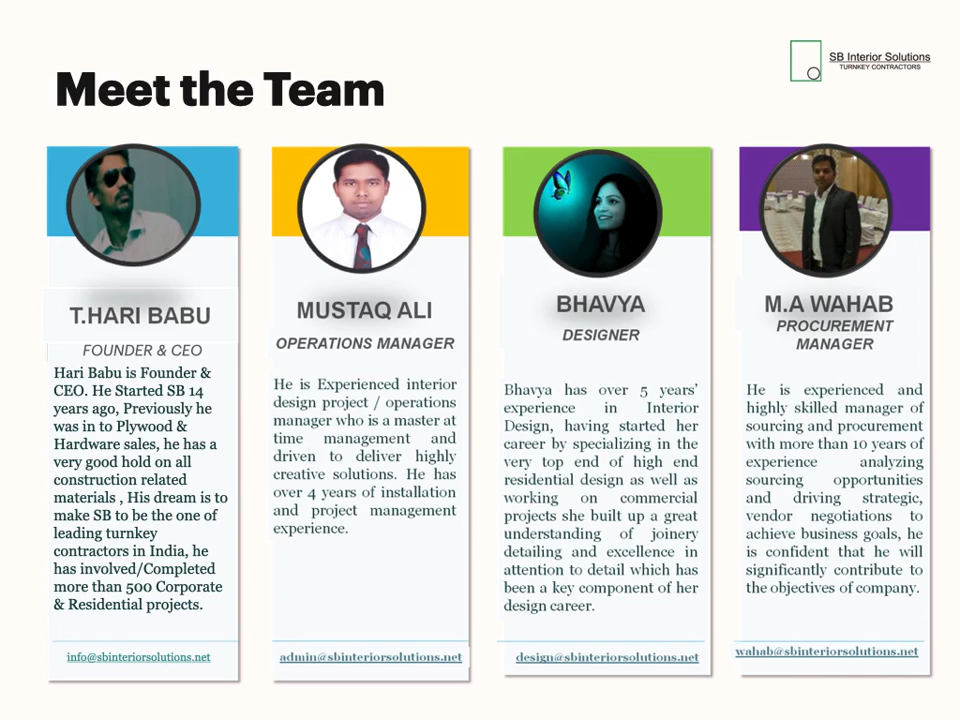 Meet the Team
SB Interior Solutions
TURNKEY CONTRACTORS
T.HARI BABU
FOUNDER & CEO
Hari Babu is Founder &
CEO. He Started SB 14
years ago, Previously he
was in to Plywood &
Hardware sales, he has a
very good hold on all
construction related
materials , His dream is to
make SB to be the one of
leading turnkey
contractors in India, he
has involved/Completed
more than 500 Corporate
& Residential projects.
info@sbinteriorsolutions.net
MUSTAQ ALI
OPERATIONS MANAGER
He is Experienced interior
design project / operations
manager who is a master at
time management and
driven to deliver highly
creative solutions. He has
over 4 years of installation
and project management
experience.
admin@sbinteriorsolutions.net
BHAVYA
DESIGNER
Bhavya has over 5 years'
experience in Interior
Design, having started her
career by specializing in the
very top end of high end
residential design as well as
working on commercial
projects she built up a great
understanding of joinery
detailing and excellence in
attention to detail which has
been a key component of her
design career.
design@sbinteriorsolutions.net
M.A WAHAB
PROCUREMENT
MANAGER
He is experienced and
highly skilled manager of
sourcing and procurement
with more than 10 years of
experience analyzing
sourcing opportunities
and driving strategic,
vendor negotiations to
achieve business goals, he
is confident that he will
significantly contribute to
the objectives of company.
wahab@sbinteriorsolutions.net